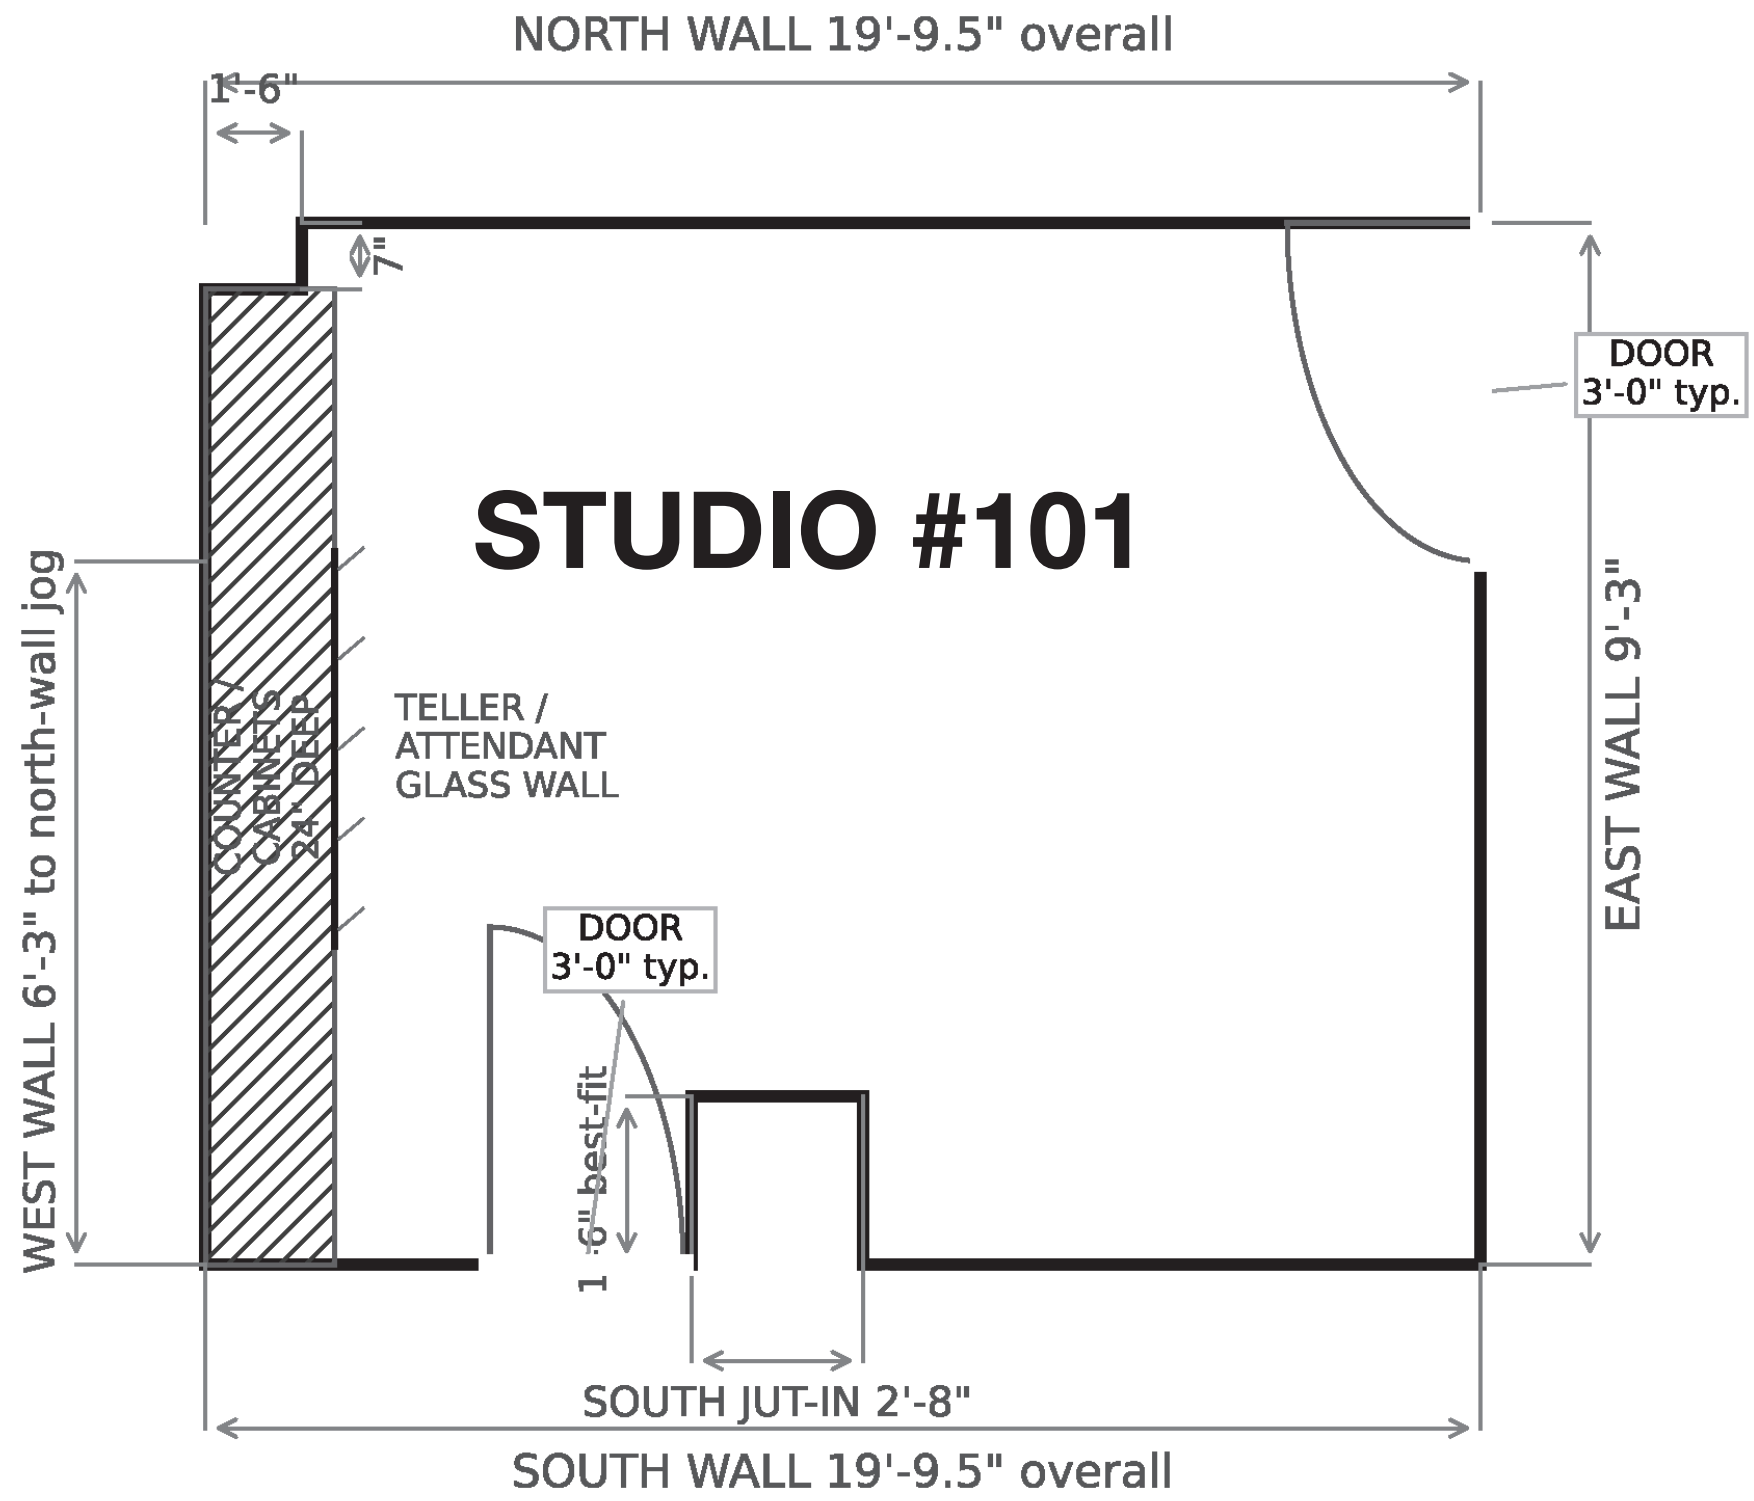 NORTH WALL 19'-9.5" overall
1'-6"
7"
DOOR
3'-0" typ.
STUDIO #101
WEST WALL 6'-3" to north-wall jog
COUNTER /
CABINETS
24" DEEP
TELLER /
ATTENDANT
GLASS WALL
EAST WALL 9'-3"
DOOR
3'-0" typ.
1'-6" best-fit
SOUTH JUT-IN 2'-8"
SOUTH WALL 19'-9.5" overall